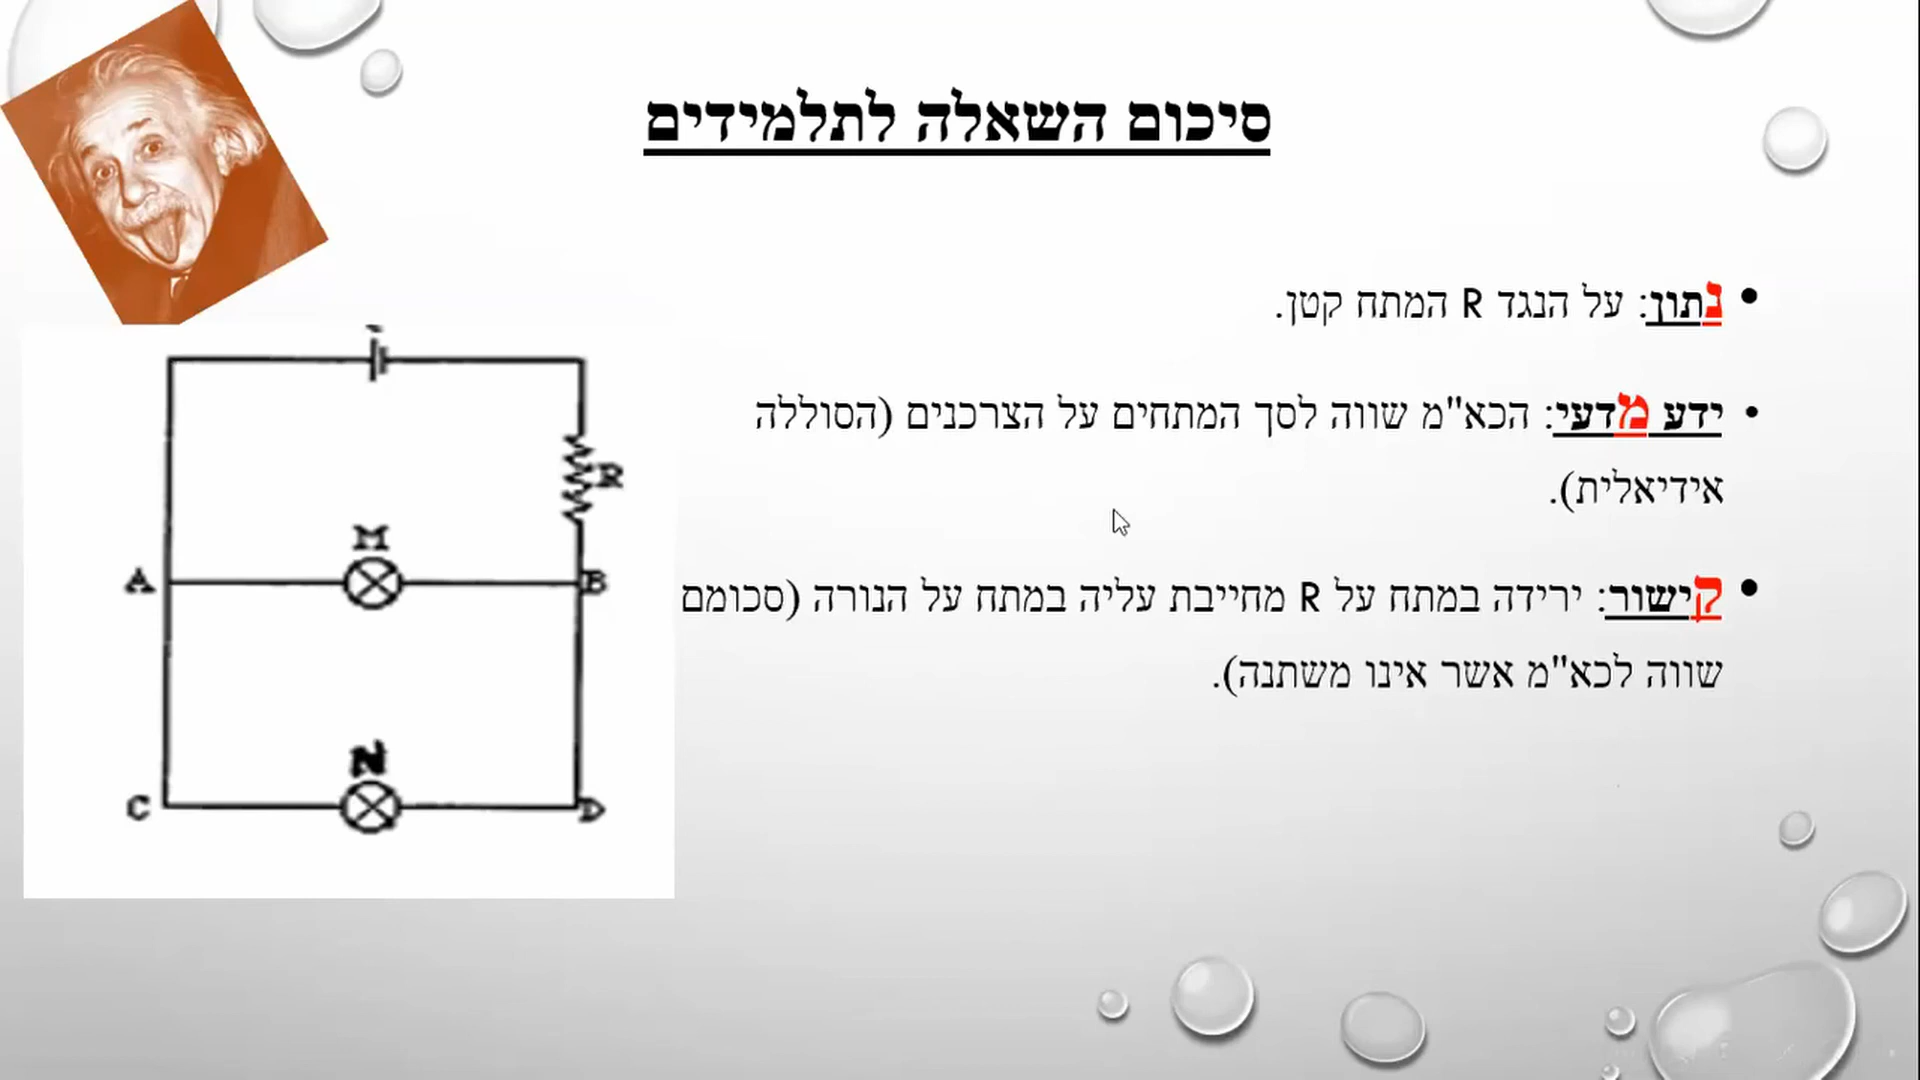 סיכום השאלה לתלמידים
• נתון: על הנגד R המתח קטן.
• ידע מדעי: הכא"מ שווה לסך המתחים על הצרכנים (הסוללה
אידיאלית).
• קישור: ירידה במתח על R מחייבת עליה במתח על הנורה (סכומם
שווה לכא"מ אשר אינו משתנה).
R
M
A
B
N
C
D